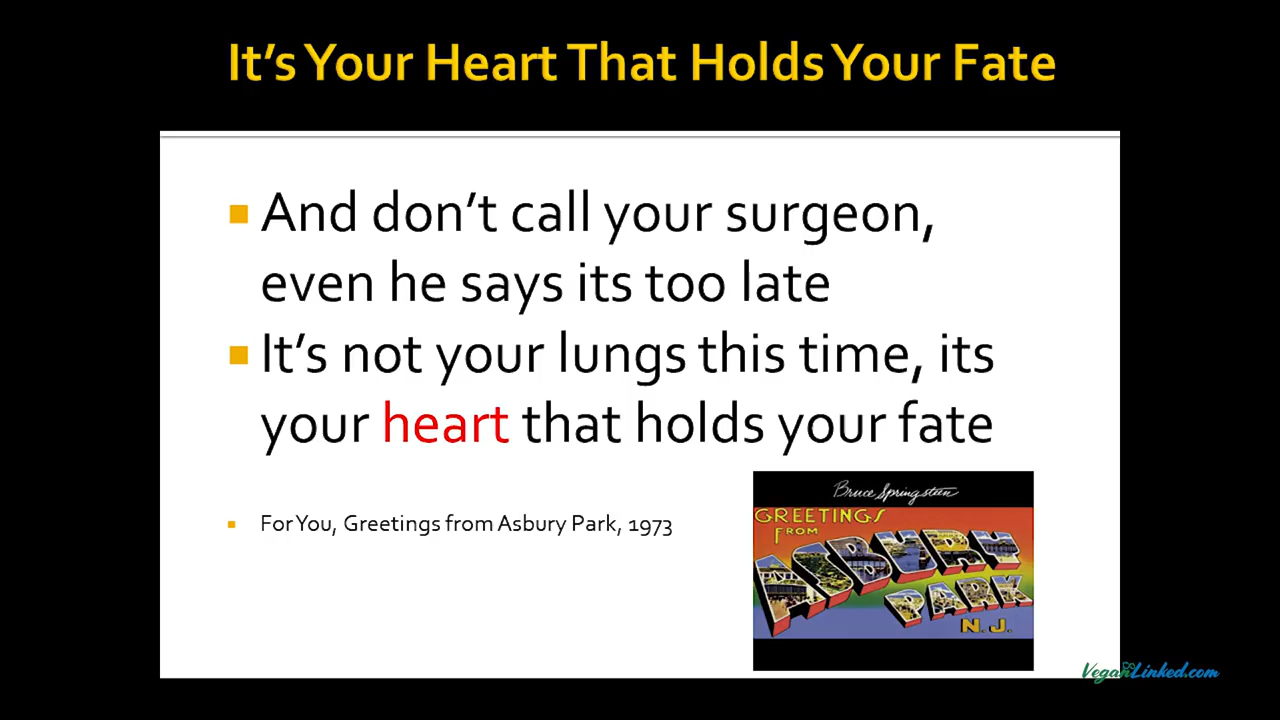 It's Your Heart That Holds Your Fate
And don't call your surgeon,
even he says its too late
It's not your lungs this time, its
your heart that holds your fate
For You, Greetings from Asbury Park, 1973
Bruce Springsteen
GREETINGS
FROM
ASBURY
PARK
N. J.
VeganLinked.com